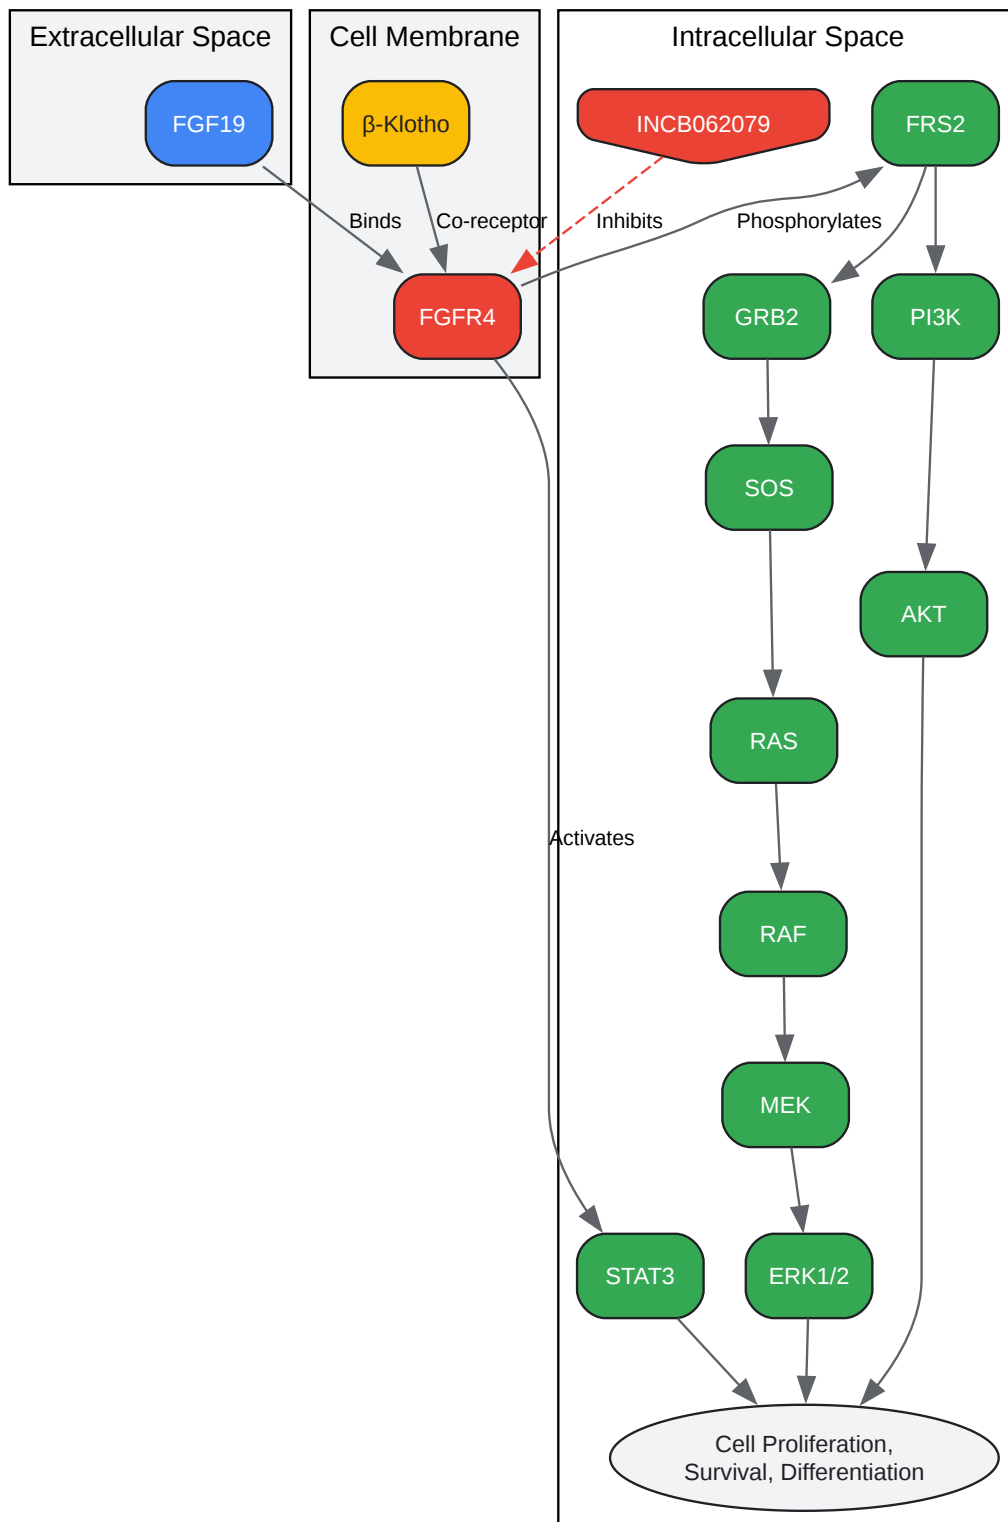 Extracellular Space
Cell Membrane
Intracellular Space
FGF19
β-Klotho
INCB062079
FRS2
Binds
Co-receptor
Inhibits
Phosphorylates
FGFR4
GRB2
PI3K
SOS
AKT
RAS
Activates
RAF
MEK
STAT3
ERK1/2
Cell Proliferation,
Survival, Differentiation